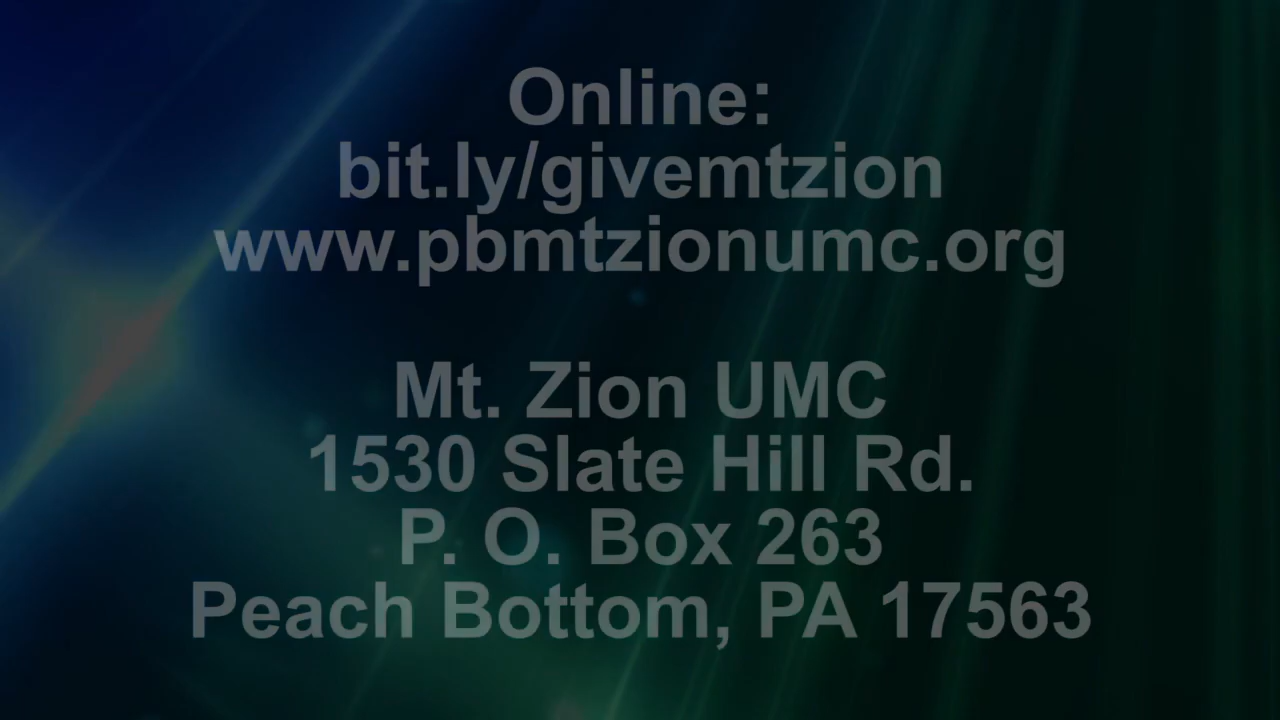 Online:
bit.ly/givemtzion
www.pbmtzionumc.org
Mt. Zion UMC
1530 Slate Hill Rd.
P. O. Box 263
Peach Bottom, PA 17563